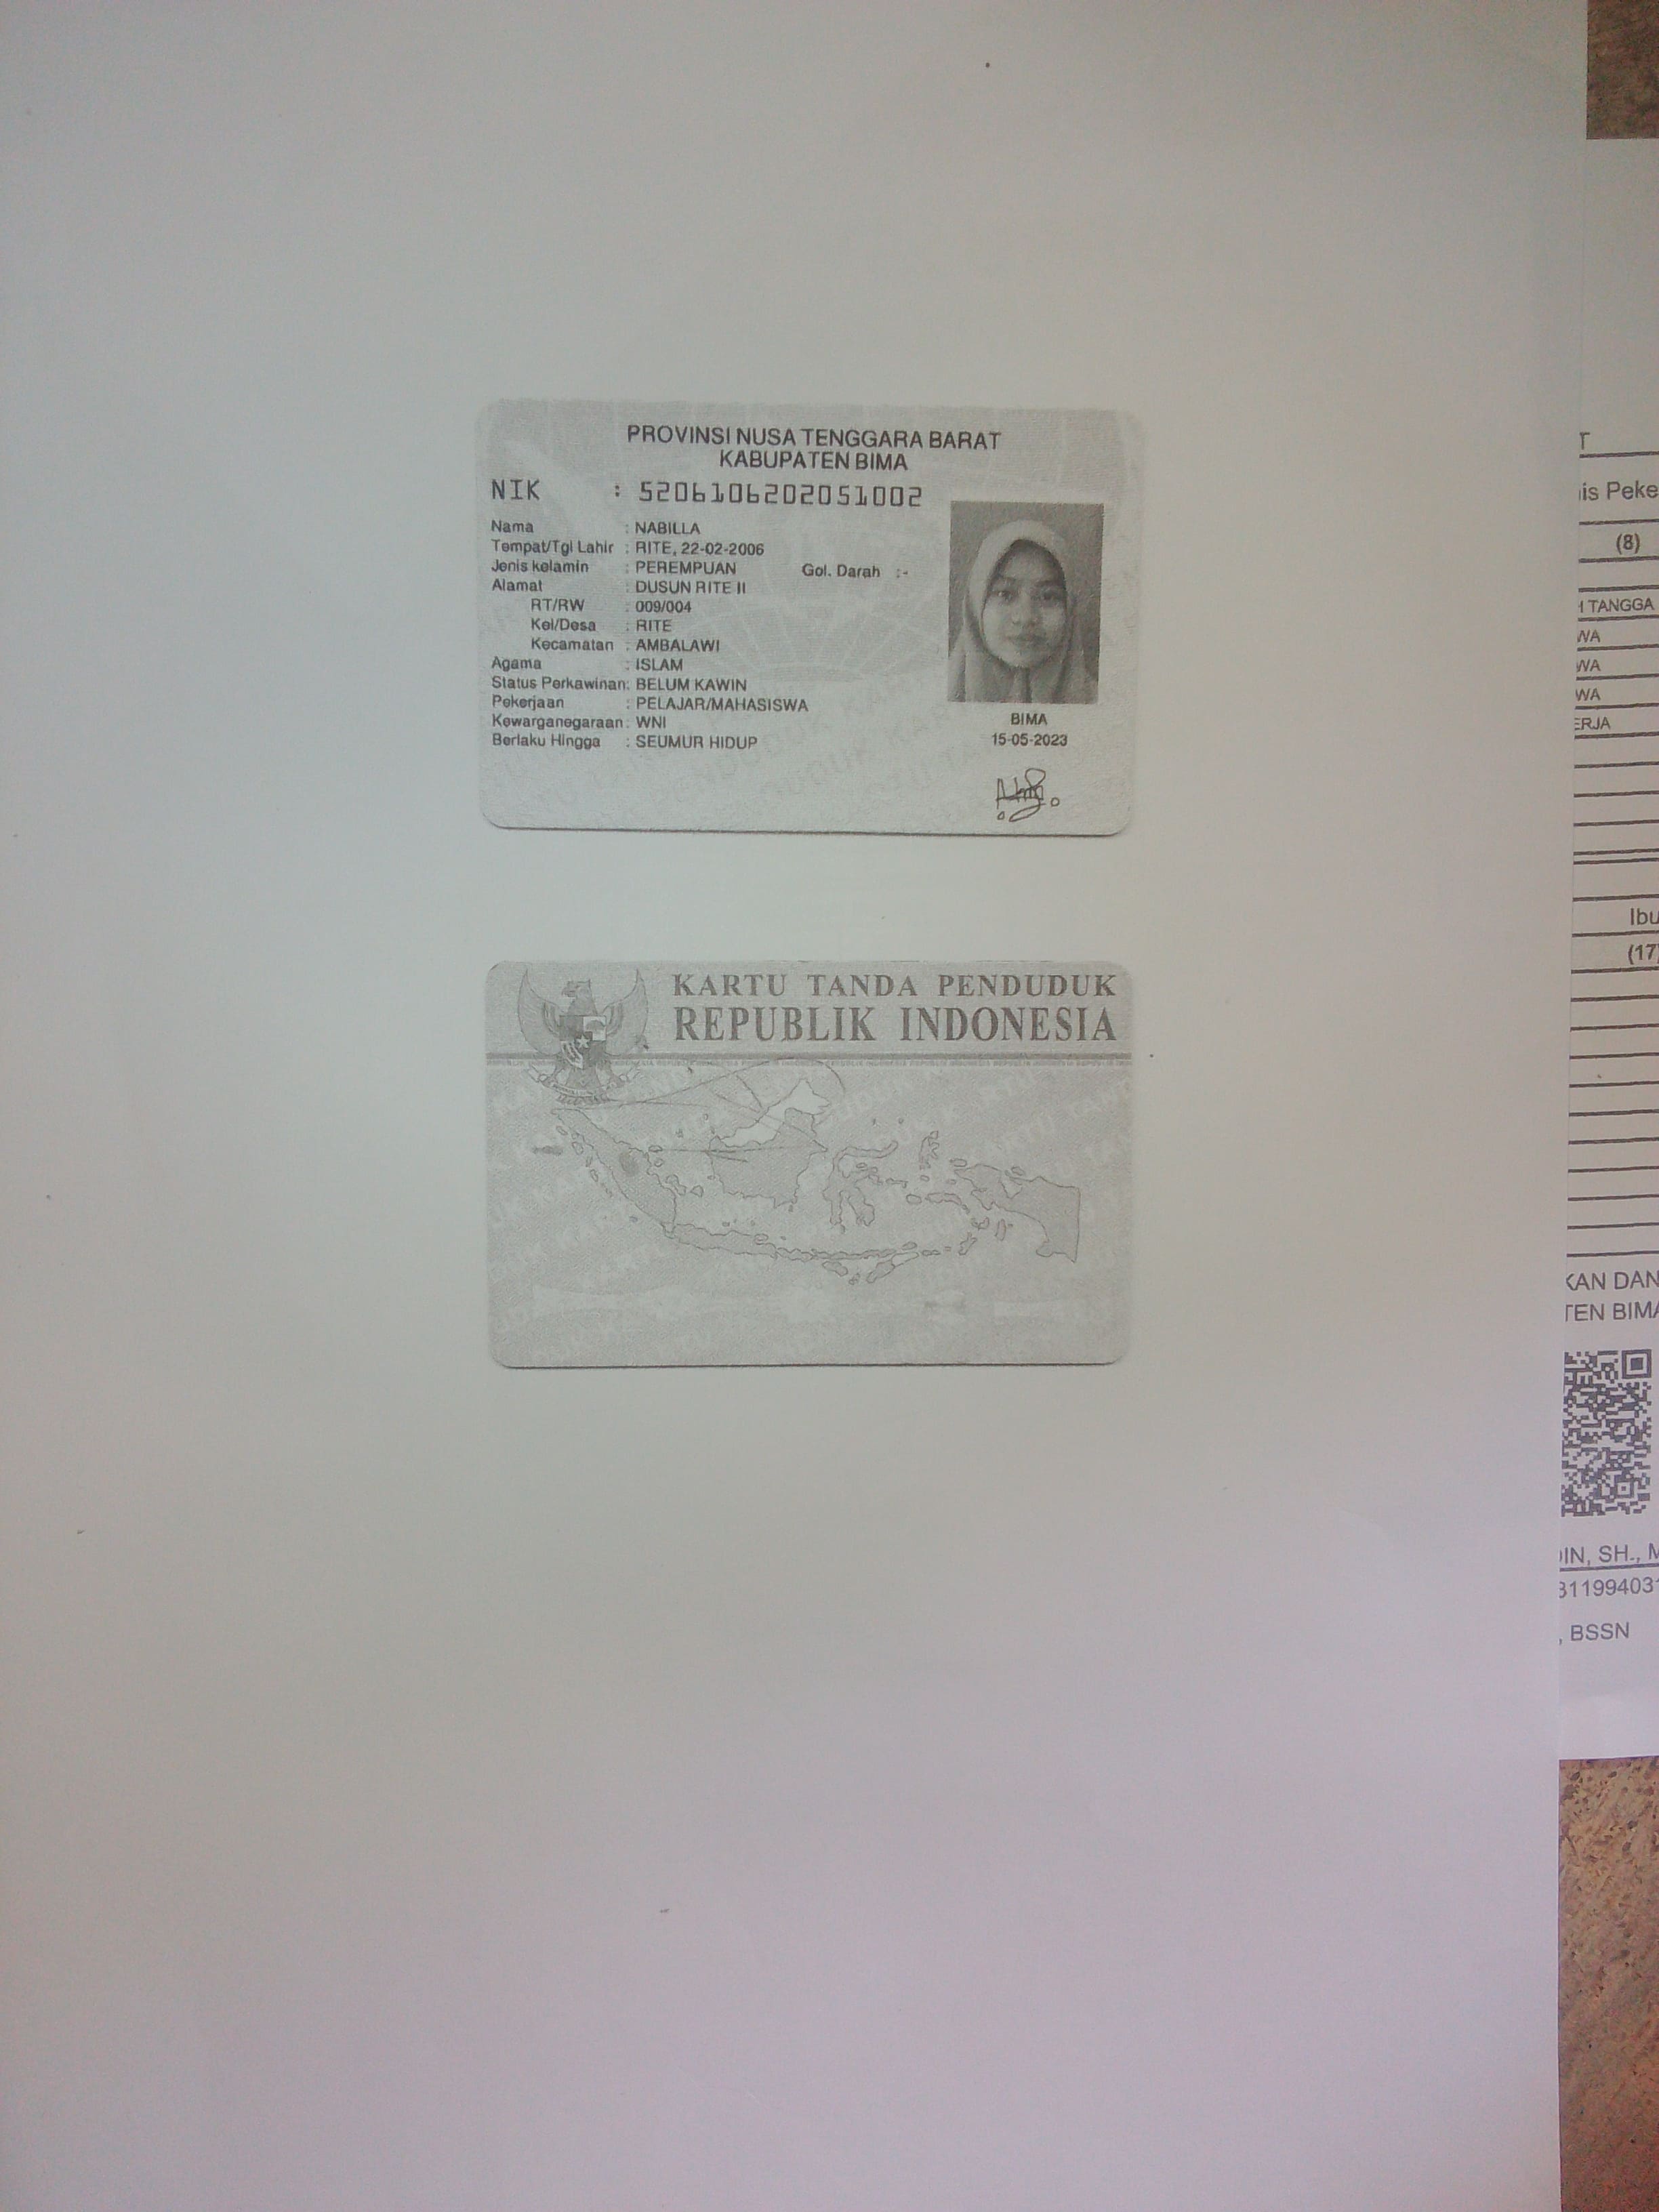 PROVINSI NUSA TENGGARA BARAT
KABUPATEN BIMA
NIK : 5206106202051002
Nama : NABILLA
Tempat/Tgl Lahir : RITE, 22-02-2006
Jenis kelamin : PEREMPUAN Gol. Darah :-
Alamat : DUSUN RITE II
RT/RW : 009/004
Kel/Desa : RITE
Kecamatan : AMBALAWI
Agama : ISLAM
Status Perkawinan: BELUM KAWIN
Pekerjaan : PELAJAR/MAHASISWA
Kewarganegaraan: WNI
Berlaku Hingga : SEUMUR HIDUP
BIMA
15-05-2023
KARTU TANDA PENDUDUK
REPUBLIK INDONESIA
T
is Peke
(8)
TANGGA
WA
WA
WA
ERJA
Ibu
(17)
KAN DAN
TEN BIMA
DIN, SH., M
31199403
, BSSN